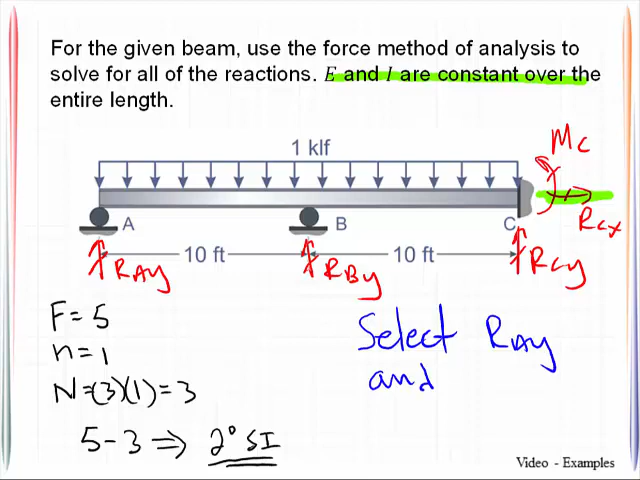 For the given beam, use the force method of analysis to
solve for all of the reactions. E and I are constant over the
entire length.
1 klf
Mc
A
B
C
RCx
10 ft
10 ft
RAy
RBy
RCy
F = 5
n = 1
N = (3)(1) = 3
5 - 3 ⇒ 2° SI
Select RAy
and
Video - Examples